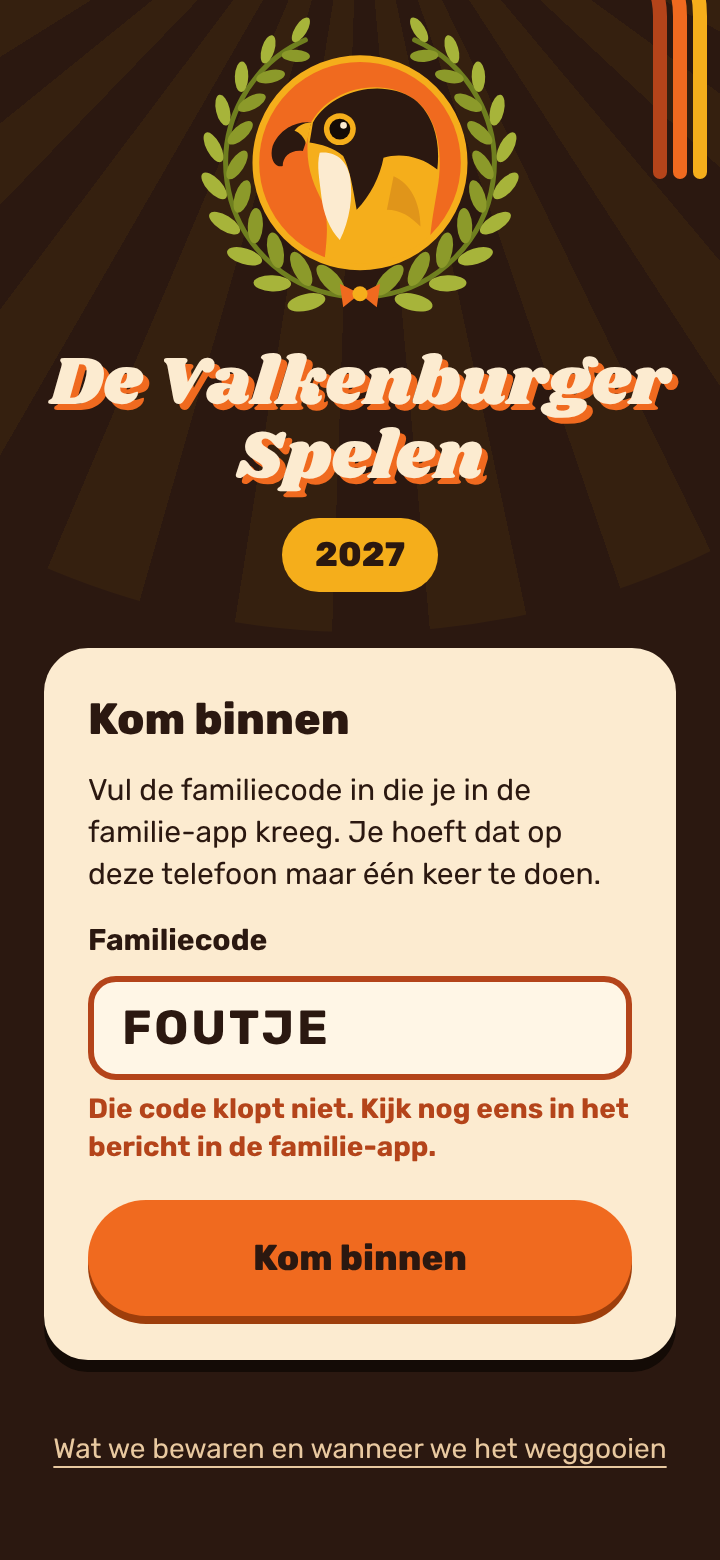 De Valkenburger
Spelen
2027
Kom binnen
Vul de familiecode in die je in de
familie-app kreeg. Je hoeft dat op
deze telefoon maar één keer te doen.
Familiecode
FOUTJE
Die code klopt niet. Kijk nog eens in het
bericht in de familie-app.
Kom binnen
Wat we bewaren en wanneer we het weggooien